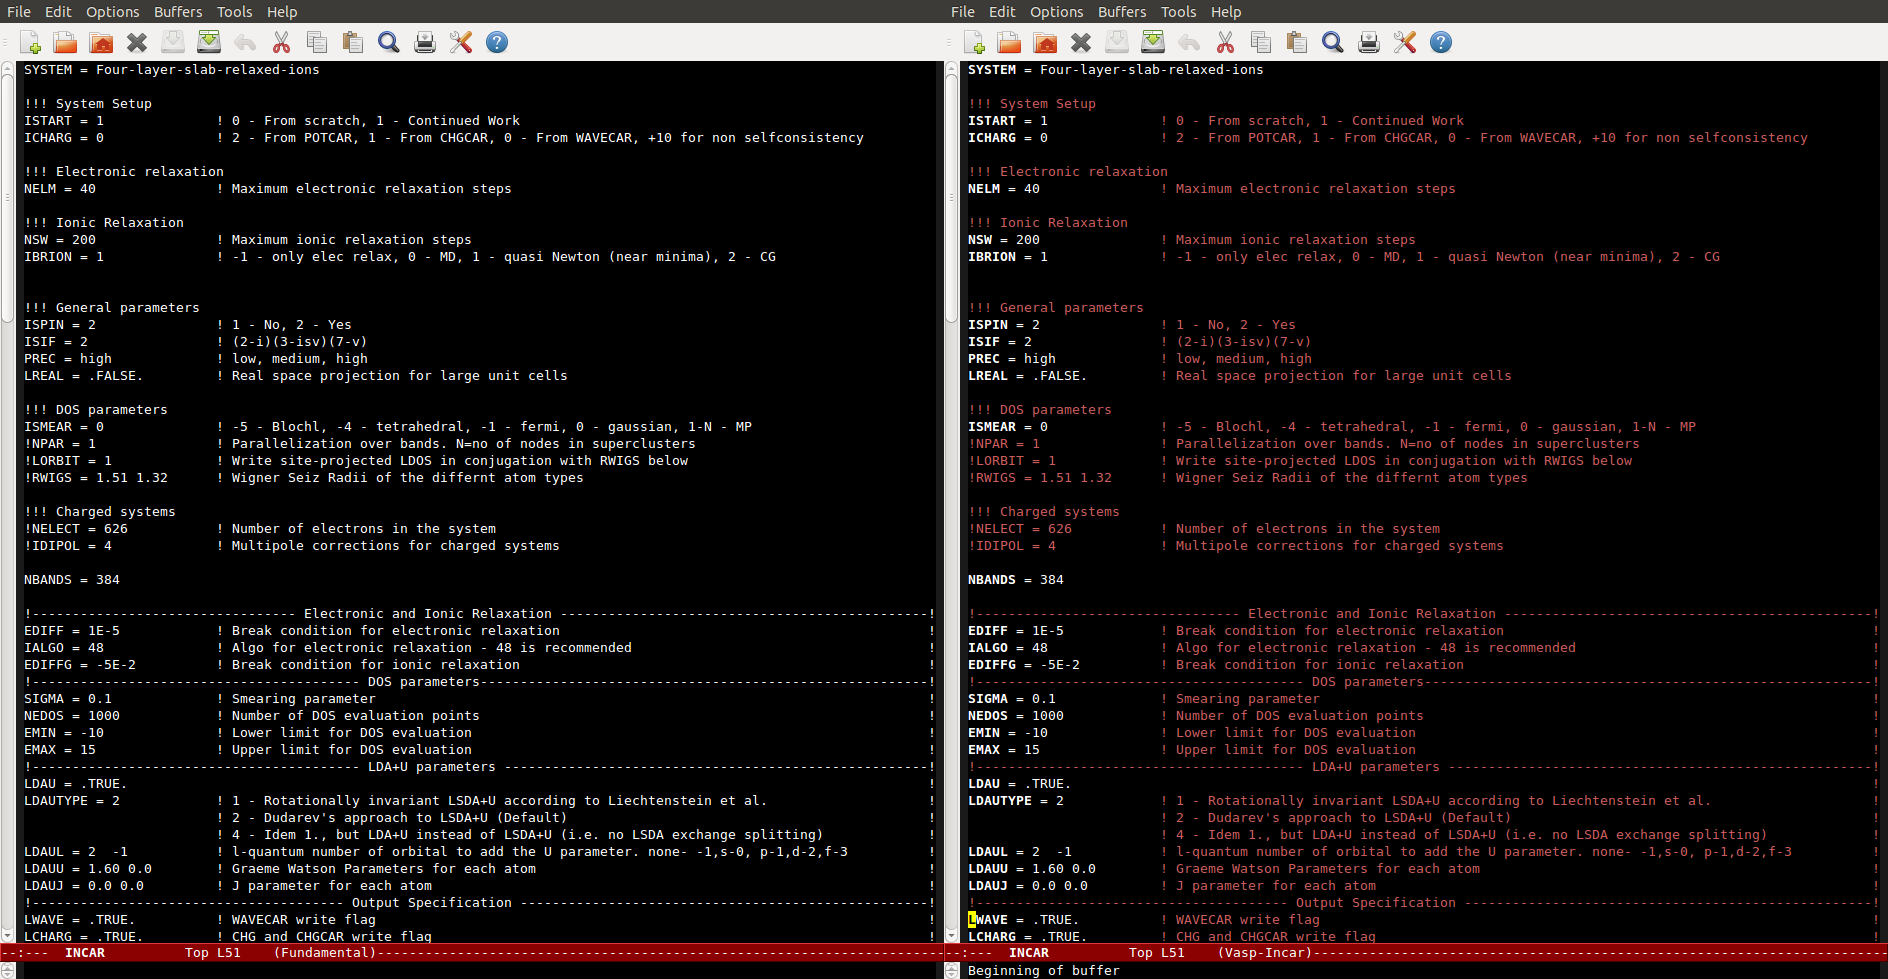 File Edit Options Buffers Tools Help
SYSTEM = Four-layer-slab-relaxed-ions
!!! System Setup
ISTART = 1 ! 0 - From scratch, 1 - Continued Work
ICHARG = 0 ! 2 - From POTCAR, 1 - From CHGCAR, 0 - From WAVECAR, +10 for non selfconsistency
!!! Electronic relaxation
NELM = 40 ! Maximum electronic relaxation steps
!!! Ionic Relaxation
NSW = 200 ! Maximum ionic relaxation steps
IBRION = 1 ! -1 - only elec relax, 0 - MD, 1 - quasi Newton (near minima), 2 - CG
!!! General parameters
ISPIN = 2 ! 1 - No, 2 - Yes
ISIF = 2 ! (2-i)(3-isv)(7-v)
PREC = high ! low, medium, high
LREAL = .FALSE. ! Real space projection for large unit cells
!!! DOS parameters
ISMEAR = 0 ! -5 - Blochl, -4 - tetrahedral, -1 - fermi, 0 - gaussian, 1-N - MP
!NPAR = 1 ! Parallelization over bands. N=no of nodes in superclusters
!LORBIT = 1 ! Write site-projected LDOS in conjugation with RWIGS below
!RWIGS = 1.51 1.32 ! Wigner Seiz Radii of the differnt atom types
!!! Charged systems
!NELECT = 626 ! Number of electrons in the system
!IDIPOL = 4 ! Multipole corrections for charged systems
NBANDS = 384
!--------------------------------- Electronic and Ionic Relaxation ----------------------------------------------!
EDIFF = 1E-5 ! Break condition for electronic relaxation !
IALGO = 48 ! Algo for electronic relaxation - 48 is recommended !
EDIFFG = -5E-2 ! Break condition for ionic relaxation !
!----------------------------------------- DOS parameters--------------------------------------------------------!
SIGMA = 0.1 ! Smearing parameter !
NEDOS = 1000 ! Number of DOS evaluation points !
EMIN = -10 ! Lower limit for DOS evaluation !
EMAX = 15 ! Upper limit for DOS evaluation !
!----------------------------------------- LDA+U parameters -----------------------------------------------------!
LDAU = .TRUE. !
LDAUTYPE = 2 ! 1 - Rotationally invariant LSDA+U according to Liechtenstein et al. !
! 2 - Dudarev's approach to LSDA+U (Default) !
! 4 - Idem 1., but LDA+U instead of LSDA+U (i.e. no LSDA exchange splitting) !
LDAUL = 2 -1 ! l-quantum number of orbital to add the U parameter. none- -1,s-0, p-1,d-2,f-3 !
LDAUU = 1.60 0.0 ! Graeme Watson Parameters for each atom !
LDAUJ = 0.0 0.0 ! J parameter for each atom !
!--------------------------------------- Output Specification ---------------------------------------------------!
LWAVE = .TRUE. ! WAVECAR write flag !
LCHARG = .TRUE. ! CHG and CHGCAR write flag !
--:--- INCAR Top L51 (Fundamental)----------------------------------------------------------------------
File Edit Options Buffers Tools Help
SYSTEM = Four-layer-slab-relaxed-ions
!!! System Setup
ISTART = 1 ! 0 - From scratch, 1 - Continued Work
ICHARG = 0 ! 2 - From POTCAR, 1 - From CHGCAR, 0 - From WAVECAR, +10 for non selfconsistency
!!! Electronic relaxation
NELM = 40 ! Maximum electronic relaxation steps
!!! Ionic Relaxation
NSW = 200 ! Maximum ionic relaxation steps
IBRION = 1 ! -1 - only elec relax, 0 - MD, 1 - quasi Newton (near minima), 2 - CG
!!! General parameters
ISPIN = 2 ! 1 - No, 2 - Yes
ISIF = 2 ! (2-i)(3-isv)(7-v)
PREC = high ! low, medium, high
LREAL = .FALSE. ! Real space projection for large unit cells
!!! DOS parameters
ISMEAR = 0 ! -5 - Blochl, -4 - tetrahedral, -1 - fermi, 0 - gaussian, 1-N - MP
!NPAR = 1 ! Parallelization over bands. N=no of nodes in superclusters
!LORBIT = 1 ! Write site-projected LDOS in conjugation with RWIGS below
!RWIGS = 1.51 1.32 ! Wigner Seiz Radii of the differnt atom types
!!! Charged systems
!NELECT = 626 ! Number of electrons in the system
!IDIPOL = 4 ! Multipole corrections for charged systems
NBANDS = 384
!--------------------------------- Electronic and Ionic Relaxation ----------------------------------------------!
EDIFF = 1E-5 ! Break condition for electronic relaxation !
IALGO = 48 ! Algo for electronic relaxation - 48 is recommended !
EDIFFG = -5E-2 ! Break condition for ionic relaxation !
!----------------------------------------- DOS parameters--------------------------------------------------------!
SIGMA = 0.1 ! Smearing parameter !
NEDOS = 1000 ! Number of DOS evaluation points !
EMIN = -10 ! Lower limit for DOS evaluation !
EMAX = 15 ! Upper limit for DOS evaluation !
!----------------------------------------- LDA+U parameters -----------------------------------------------------!
LDAU = .TRUE. !
LDAUTYPE = 2 ! 1 - Rotationally invariant LSDA+U according to Liechtenstein et al. !
! 2 - Dudarev's approach to LSDA+U (Default) !
! 4 - Idem 1., but LDA+U instead of LSDA+U (i.e. no LSDA exchange splitting) !
LDAUL = 2 -1 ! l-quantum number of orbital to add the U parameter. none- -1,s-0, p-1,d-2,f-3 !
LDAUU = 1.60 0.0 ! Graeme Watson Parameters for each atom !
LDAUJ = 0.0 0.0 ! J parameter for each atom !
!--------------------------------------- Output Specification ---------------------------------------------------!
LWAVE = .TRUE. ! WAVECAR write flag !
LCHARG = .TRUE. ! CHG and CHGCAR write flag !
--:--- INCAR Top L51 (Vasp-Incar)-----------------------------------------------------------------------
Beginning of buffer